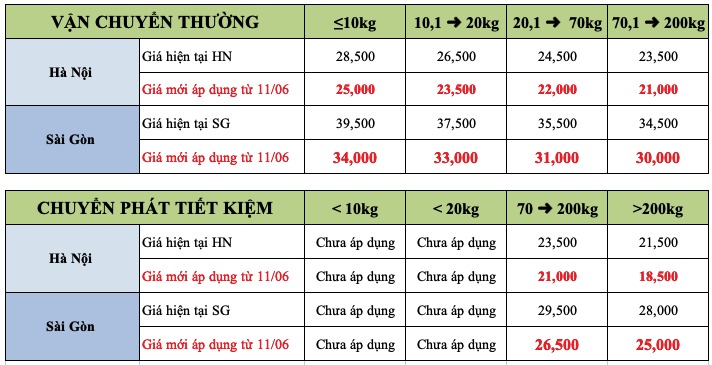 VẬN CHUYỂN THƯỜNG ≤10kg 10,1 ➔ 20kg 20,1 ➔ 70kg 70,1 ➔ 200kg
Hà Nội
Giá hiện tại HN 28,500 26,500 24,500 23,500
Giá mới áp dụng từ 11/06 25,000 23,500 22,000 21,000
Sài Gòn
Giá hiện tại SG 39,500 37,500 35,500 34,500
Giá mới áp dụng từ 11/06 34,000 33,000 31,000 30,000
CHUYỂN PHÁT TIẾT KIỆM < 10kg < 20kg 70 ➔ 200kg >200kg
Hà Nội
Giá hiện tại HN Chưa áp dụng Chưa áp dụng 23,500 21,500
Giá mới áp dụng từ 11/06 Chưa áp dụng Chưa áp dụng 21,000 18,500
Sài Gòn
Giá hiện tại SG Chưa áp dụng Chưa áp dụng 29,500 28,000
Giá mới áp dụng từ 11/06 Chưa áp dụng Chưa áp dụng 26,500 25,000